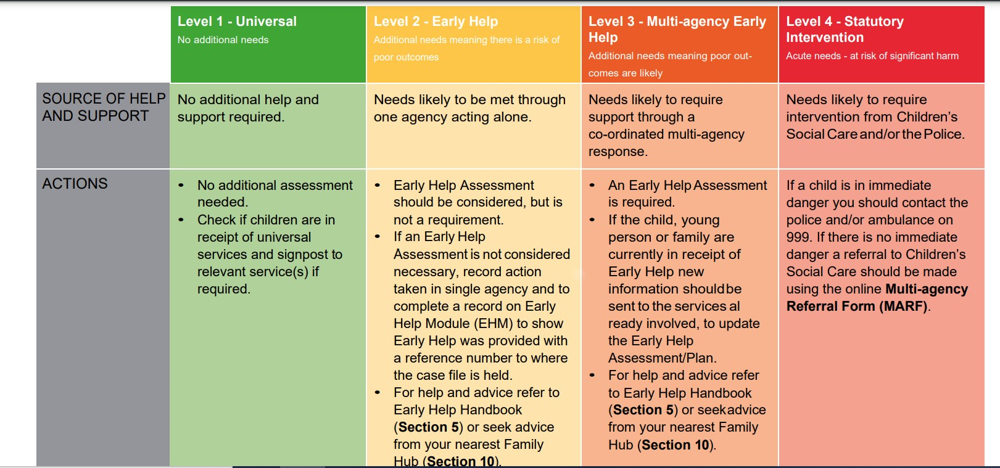 Level 1 - Universal
No additional needs
Level 2 - Early Help
Additional needs meaning there is a risk of
poor outcomes
Level 3 - Multi-agency Early
Help
Additional needs meaning poor out-
comes are likely
Level 4 - Statutory
Intervention
Acute needs - at risk of significant harm
SOURCE OF HELP
AND SUPPORT
No additional help and
support required.
Needs likely to be met through
one agency acting alone.
Needs likely to require
support through a
co-ordinated multi-agency
response.
Needs likely to require
intervention from Children's
Social Care and/or the Police.
ACTIONS
• No additional assessment
needed.
• Check if children are in
receipt of universal
services and signpost to
relevant service(s) if
required.
• Early Help Assessment
should be considered, but is
not a requirement.
• If an Early Help
Assessment is not considered
necessary, record action
taken in single agency and to
complete a record on Early
Help Module (EHM) to show
Early Help was provided with
a reference number to where
the case file is held.
• For help and advice refer to
Early Help Handbook
(Section 5) or seek advice
from your nearest Family
Hub (Section 10).
• An Early Help Assessment
is required.
• If the child, young
person or family are
currently in receipt of
Early Help new
information should be
sent to the services al
ready involved, to update
the Early Help
Assessment/Plan.
• For help and advice refer
to Early Help Handbook
(Section 5) or seek advice
from your nearest Family
Hub (Section 10).
If a child is in immediate
danger you should contact the
police and/or ambulance on
999. If there is no immediate
danger a referral to Children's
Social Care should be made
using the online Multi-agency
Referral Form (MARF).